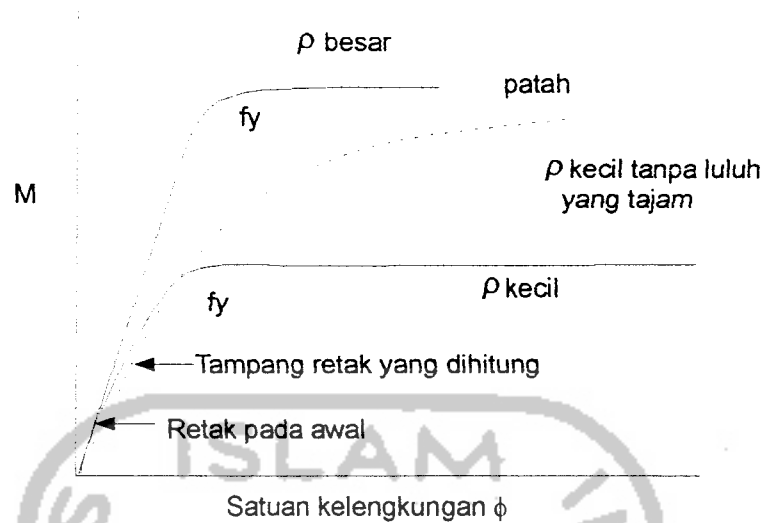 ρ besar
fy
patah
M
ρ kecil tanpa luluh
yang tajam
fy
ρ kecil
Tampang retak yang dihitung
Retak pada awal
ISLAM
Satuan kelengkungan ϕ